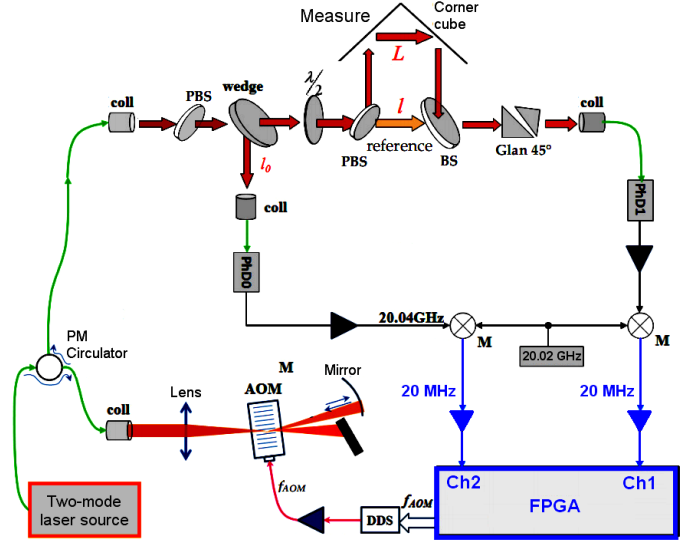 Measure
Corner
cube
L
coll
PBS
wedge
λ/2
l
coll
PBS
reference
BS
Glan 45°
l0
coll
PhD0
PhD1
20.04GHz
M
M
20.02 GHz
PM
Circulator
M
Mirror
AOM
Lens
20 MHz
20 MHz
coll
Ch2
Ch1
FPGA
fAOM
fAOM
DDS
Two-mode
laser source